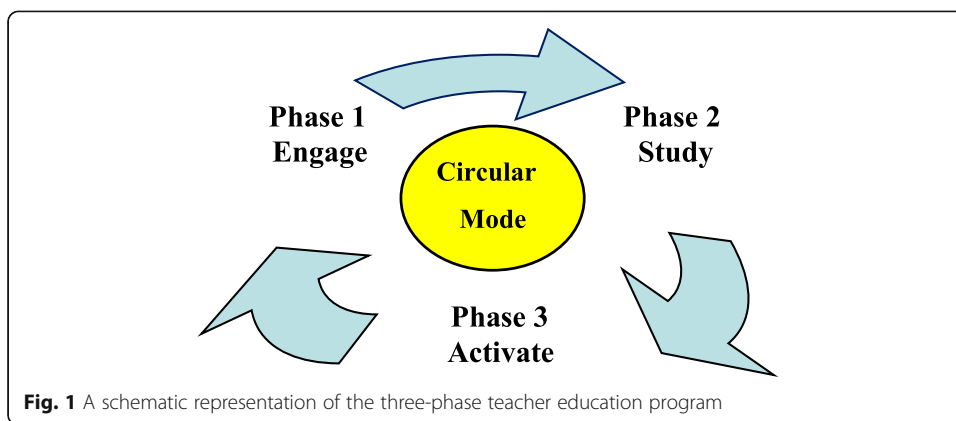 Phase 1
Engage
Phase 2
Study
Circular
Mode
Phase 3
Activate
Fig. 1 A schematic representation of the three-phase teacher education program